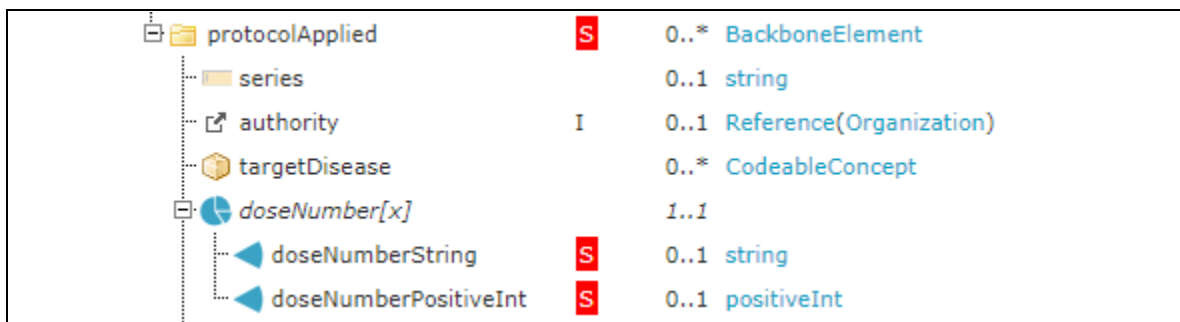 protocolApplied S 0..* BackboneElement
series 0..1 string
authority I 0..1 Reference(Organization)
targetDisease 0..* CodeableConcept
doseNumber[x] 1..1
doseNumberString S 0..1 string
doseNumberPositiveInt S 0..1 positiveInt